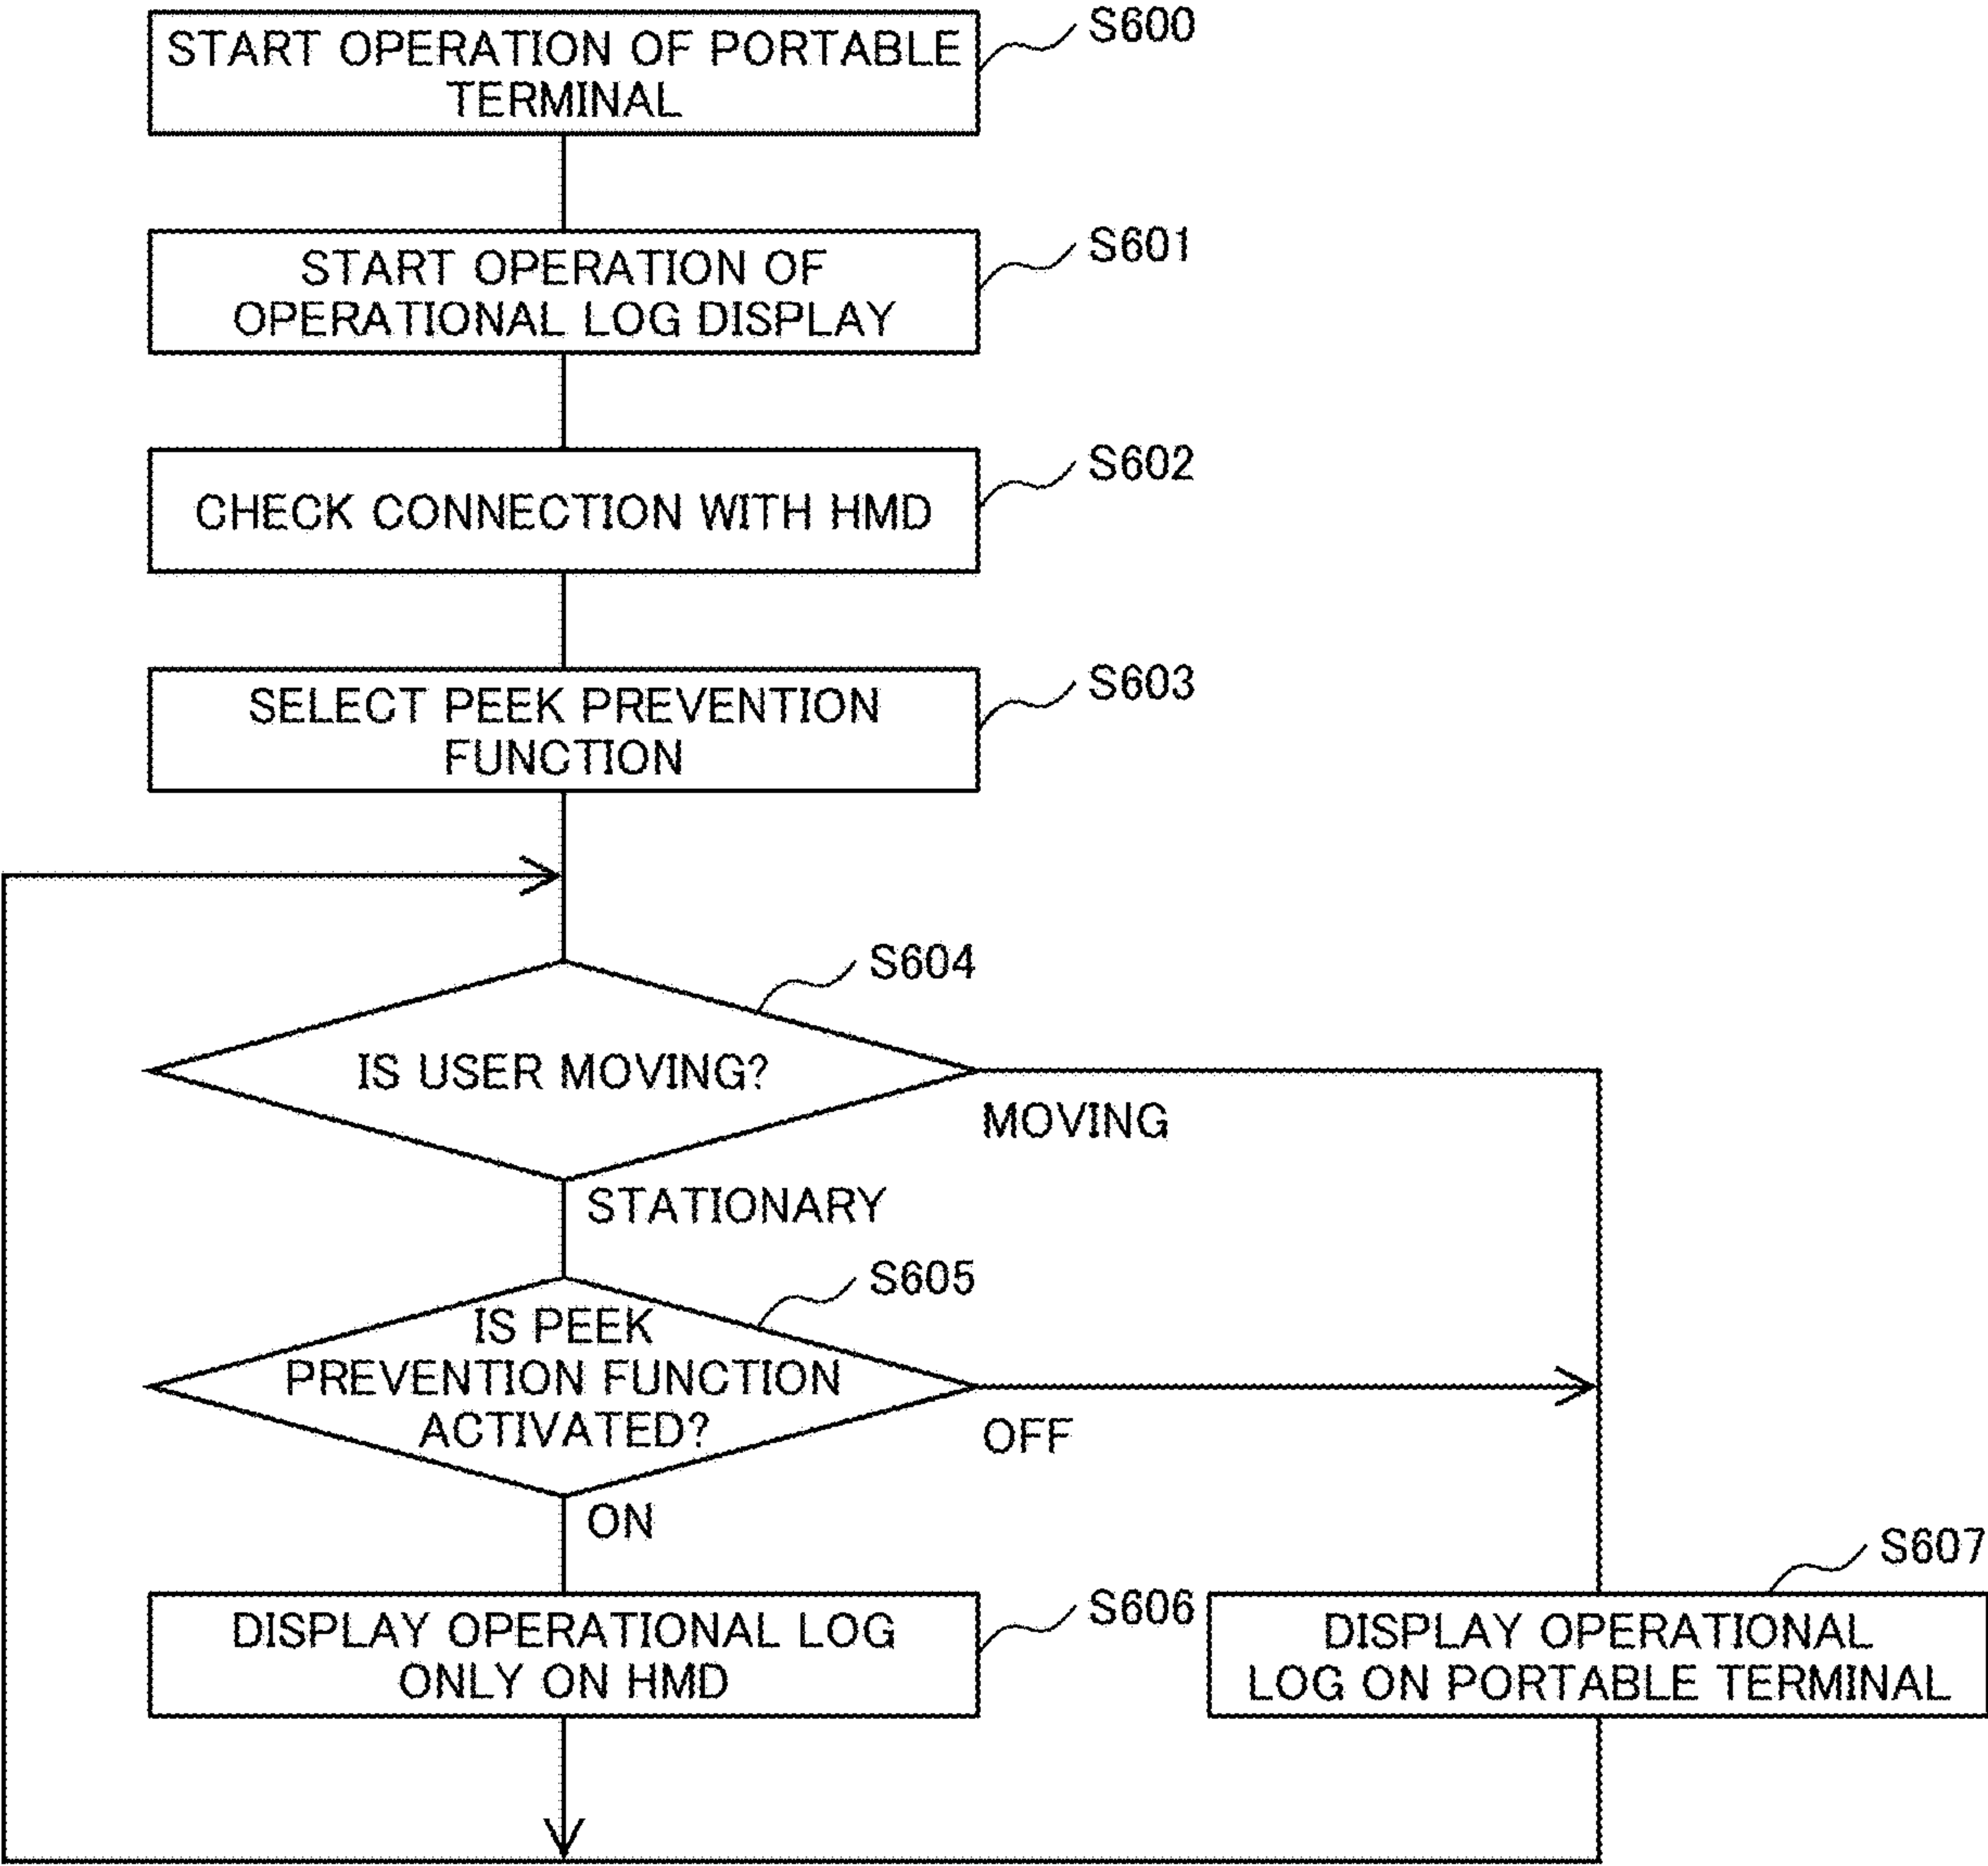 START OPERATION OF PORTABLE
TERMINAL
S600
START OPERATION OF
OPERATIONAL LOG DISPLAY
S601
CHECK CONNECTION WITH HMD
S602
SELECT PEEK PREVENTION
FUNCTION
S603
S604
IS USER MOVING?
MOVING
STATIONARY
S605
IS PEEK
PREVENTION FUNCTION
ACTIVATED?
OFF
ON
DISPLAY OPERATIONAL LOG
ONLY ON HMD
S606
S607
DISPLAY OPERATIONAL
LOG ON PORTABLE TERMINAL